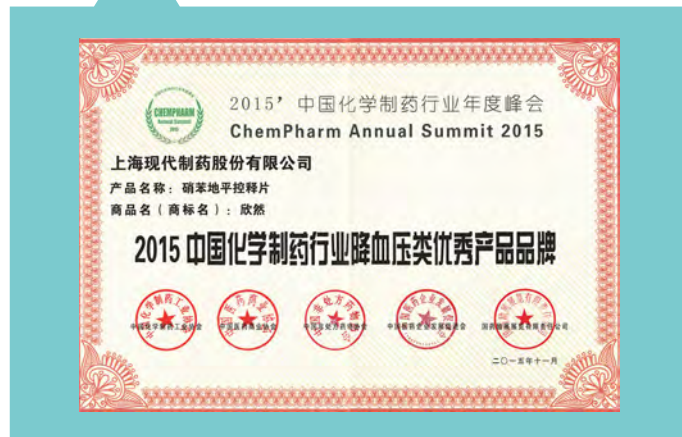 CHEMPHARM
Annual Summit
2015
2015' 中国化学制药行业年度峰会
ChemPharm Annual Summit 2015
上海现代制药股份有限公司
产品名称：硝苯地平控释片
商品名（商标名）：欣然
2015 中国化学制药行业降血压类优秀产品品牌
中国化学制药工业协会
中国医药商业协会
中国非处方药物协会
中国医药企业发展促进会
国药励展展览有限责任公司
二〇一五年十一月